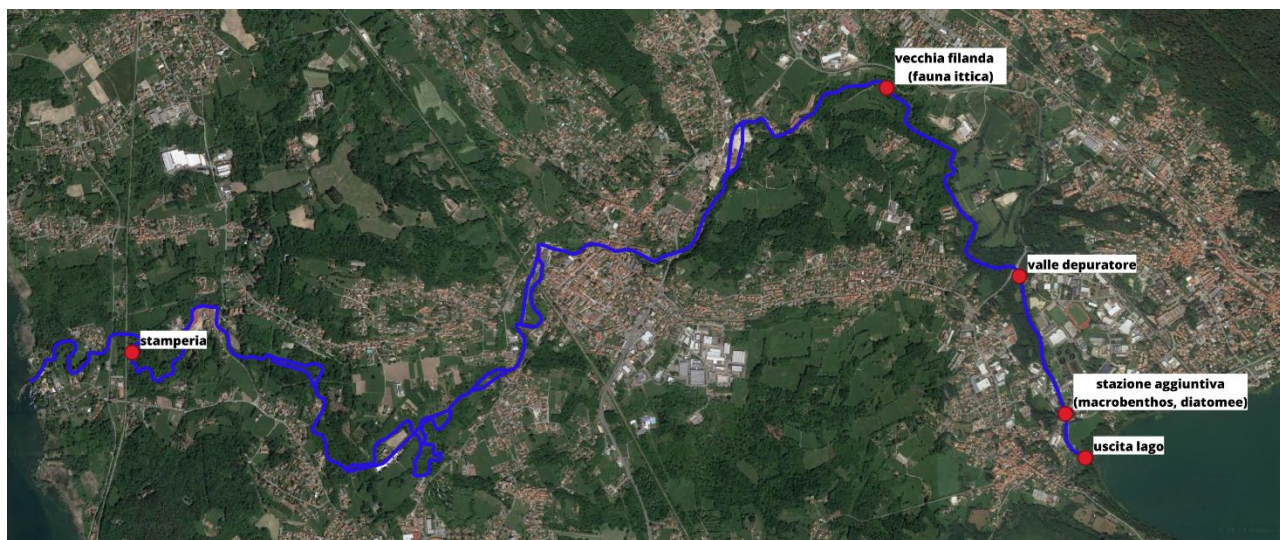 vecchia filanda
(fauna ittica)
valle depuratore
stamperia
stazione aggiuntiva
(macrobenthos, diatomee)
uscita lago